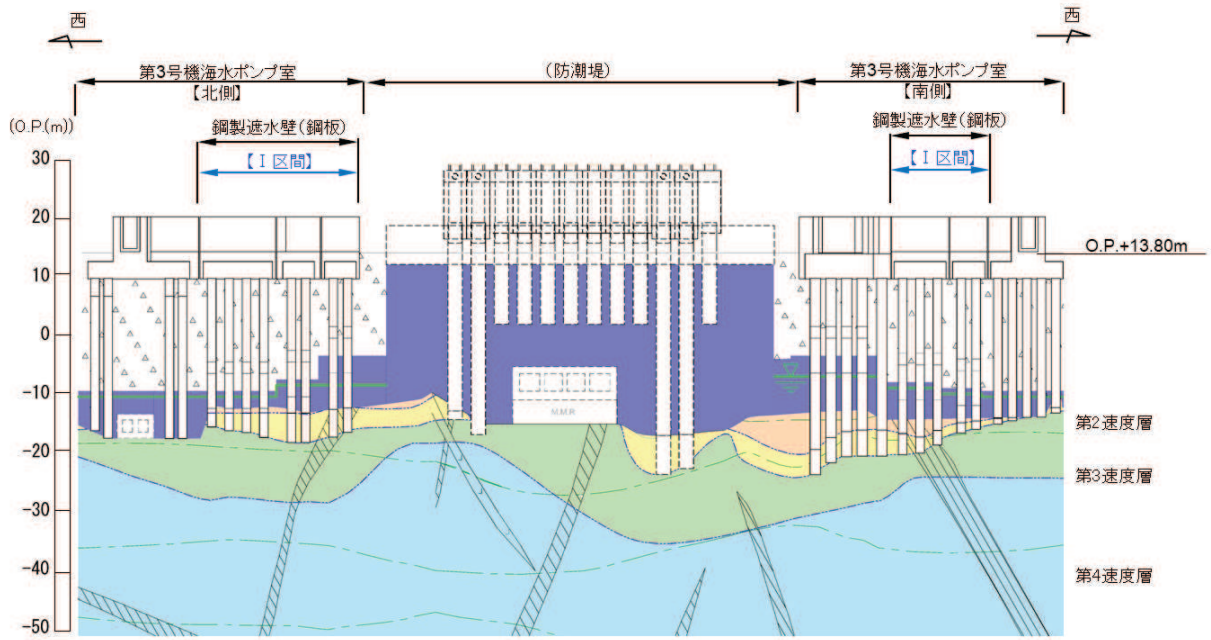 西
西
第3号機海水ポンプ室
【北側】
(防潮堤)
第3号機海水ポンプ室
【南側】
(O.P.(m))
鋼製遮水壁(鋼板)
【Ⅰ区間】
鋼製遮水壁(鋼板)
【Ⅰ区間】
30
20
O.P.+13.80m
10
0
-10
M.M.R
第2速度層
-20
第3速度層
-30
-40
第4速度層
-50